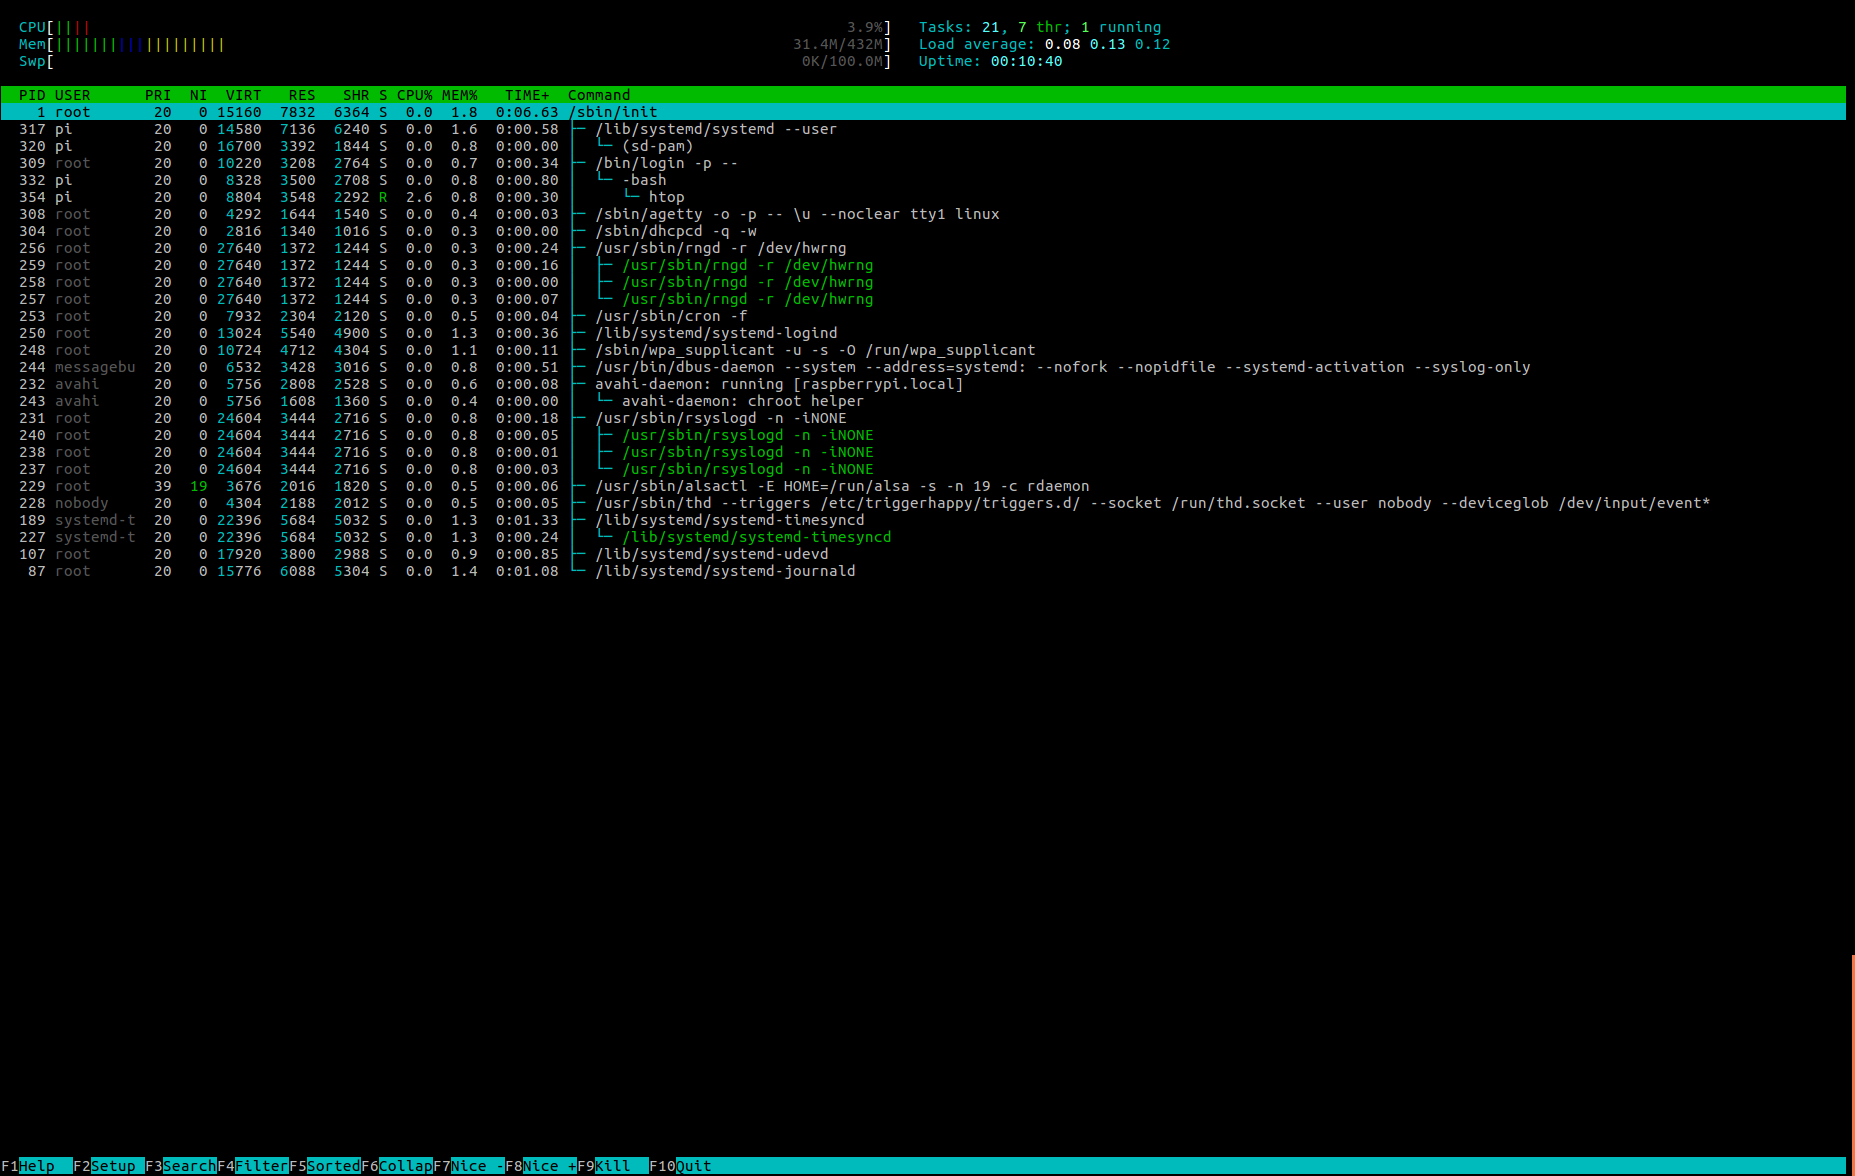 CPU[|||| 3.9%] Tasks: 21, 7 thr; 1 running
Mem[||||||||||||||||||| 31.4M/432M] Load average: 0.08 0.13 0.12
Swp[ 0K/100.0M] Uptime: 00:10:40
PID USER PRI NI VIRT RES SHR S CPU% MEM% TIME+ Command
1 root 20 0 15160 7832 6364 S 0.0 1.8 0:06.63 /sbin/init
317 pi 20 0 14580 7136 6240 S 0.0 1.6 0:00.58 ├─ /lib/systemd/systemd --user
320 pi 20 0 16700 3392 1844 S 0.0 0.8 0:00.00 │  └─ (sd-pam)
309 root 20 0 10220 3208 2764 S 0.0 0.7 0:00.34 ├─ /bin/login -p --
332 pi 20 0 8328 3500 2708 S 0.0 0.8 0:00.80 │  └─ -bash
354 pi 20 0 8804 3548 2292 R 2.6 0.8 0:00.30 │     └─ htop
308 root 20 0 4292 1644 1540 S 0.0 0.4 0:00.03 ├─ /sbin/agetty -o -p -- \u --noclear tty1 linux
304 root 20 0 2816 1340 1016 S 0.0 0.3 0:00.00 ├─ /sbin/dhcpcd -q -w
256 root 20 0 27640 1372 1244 S 0.0 0.3 0:00.24 ├─ /usr/sbin/rngd -r /dev/hwrng
259 root 20 0 27640 1372 1244 S 0.0 0.3 0:00.16 │  ├─ /usr/sbin/rngd -r /dev/hwrng
258 root 20 0 27640 1372 1244 S 0.0 0.3 0:00.00 │  ├─ /usr/sbin/rngd -r /dev/hwrng
257 root 20 0 27640 1372 1244 S 0.0 0.3 0:00.07 │  └─ /usr/sbin/rngd -r /dev/hwrng
253 root 20 0 7932 2304 2120 S 0.0 0.5 0:00.04 ├─ /usr/sbin/cron -f
250 root 20 0 13024 5540 4900 S 0.0 1.3 0:00.36 ├─ /lib/systemd/systemd-logind
248 root 20 0 10724 4712 4304 S 0.0 1.1 0:00.11 ├─ /sbin/wpa_supplicant -u -s -O /run/wpa_supplicant
244 messagebu 20 0 6532 3428 3016 S 0.0 0.8 0:00.51 ├─ /usr/bin/dbus-daemon --system --address=systemd: --nofork --nopidfile --systemd-activation --syslog-only
232 avahi 20 0 5756 2808 2528 S 0.0 0.6 0:00.08 ├─ avahi-daemon: running [raspberrypi.local]
243 avahi 20 0 5756 1608 1360 S 0.0 0.4 0:00.00 │  └─ avahi-daemon: chroot helper
231 root 20 0 24604 3444 2716 S 0.0 0.8 0:00.18 ├─ /usr/sbin/rsyslogd -n -iNONE
240 root 20 0 24604 3444 2716 S 0.0 0.8 0:00.05 │  ├─ /usr/sbin/rsyslogd -n -iNONE
238 root 20 0 24604 3444 2716 S 0.0 0.8 0:00.01 │  ├─ /usr/sbin/rsyslogd -n -iNONE
237 root 20 0 24604 3444 2716 S 0.0 0.8 0:00.03 │  └─ /usr/sbin/rsyslogd -n -iNONE
229 root 39 19 3676 2016 1820 S 0.0 0.5 0:00.06 ├─ /usr/sbin/alsactl -E HOME=/run/alsa -s -n 19 -c rdaemon
228 nobody 20 0 4304 2188 2012 S 0.0 0.5 0:00.05 ├─ /usr/sbin/thd --triggers /etc/triggerhappy/triggers.d/ --socket /run/thd.socket --user nobody --deviceglob /dev/input/event*
189 systemd-t 20 0 22396 5684 5032 S 0.0 1.3 0:01.33 ├─ /lib/systemd/systemd-timesyncd
227 systemd-t 20 0 22396 5684 5032 S 0.0 1.3 0:00.24 │  └─ /lib/systemd/systemd-timesyncd
107 root 20 0 17920 3800 2988 S 0.0 0.9 0:00.85 ├─ /lib/systemd/systemd-udevd
87 root 20 0 15776 6088 5304 S 0.0 1.4 0:01.08 └─ /lib/systemd/systemd-journald
F1Help F2Setup F3SearchF4FilterF5SortedF6CollapF7Nice -F8Nice +F9Kill F10Quit